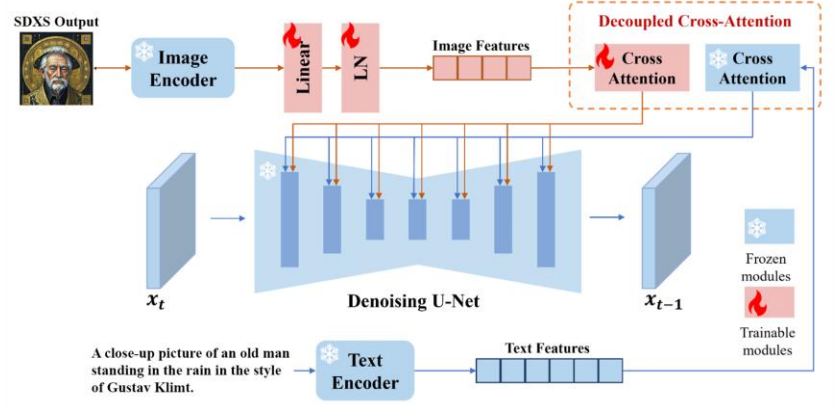 SDXS Output
Image
Encoder
Linear
LN
Image Features
Decoupled Cross-Attention
Cross
Attention
Cross
Attention
x_t
Denoising U-Net
x_{t−1}
Frozen
modules
Trainable
modules
A close-up picture of an old man
standing in the rain in the style
of Gustav Klimt.
Text
Encoder
Text Features